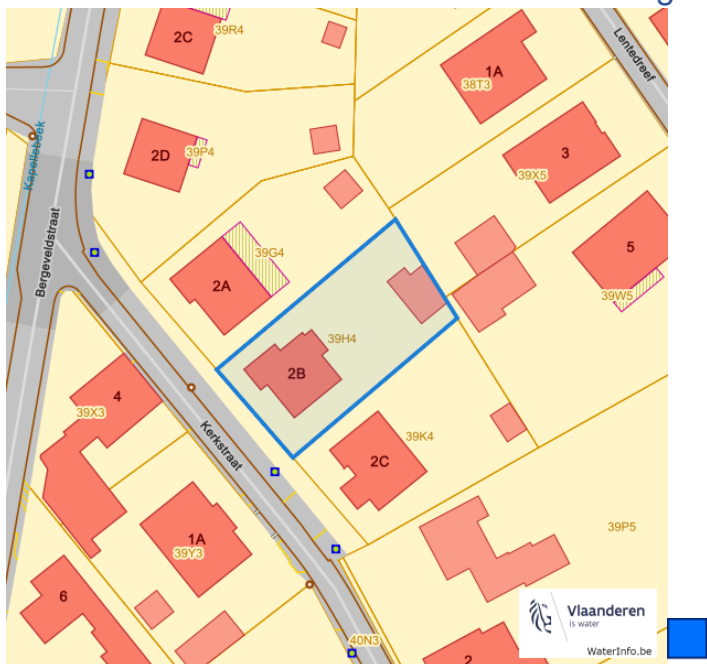 g
2C
39R4
Lentedreef
1A
38T3
Kapellebeek
2D
39P4
3
39X5
Bergeveldstraat
2A
39G4
5
39W5
39H4
2B
4
39X3
Kerkstraat
39K4
2C
1A
39Y3
39P5
6
40N3
2
Vlaanderen
is water
WaterInfo.be